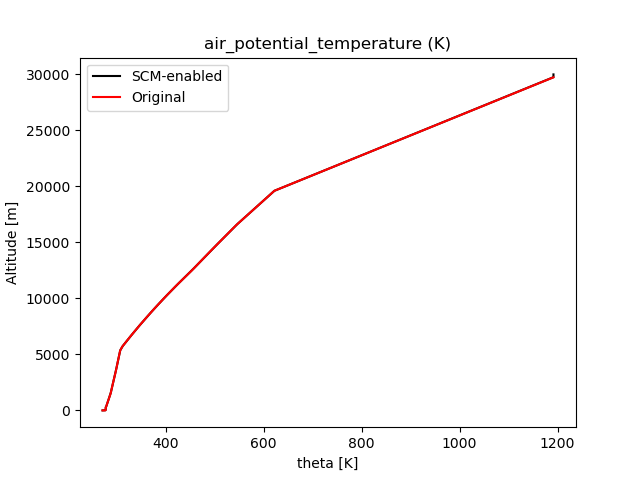 air_potential_temperature (K)
SCM-enabled
Original
Altitude [m]
30000
25000
20000
15000
10000
5000
0
400
600
800
1000
1200
theta [K]